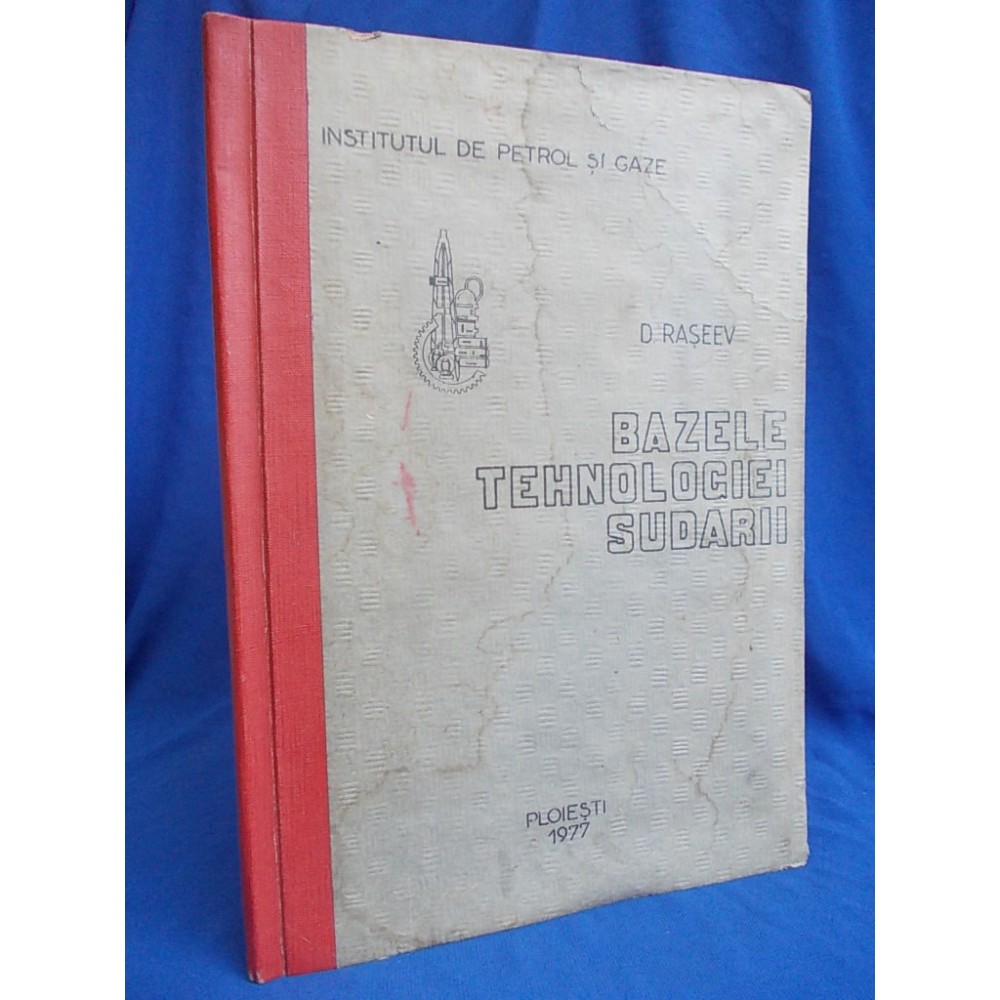 INSTITUTUL DE PETROL ȘI GAZE
D. RAȘEEV
BAZELE
TEHNOLOGIEI
SUDARII
PLOIEȘTI
1977